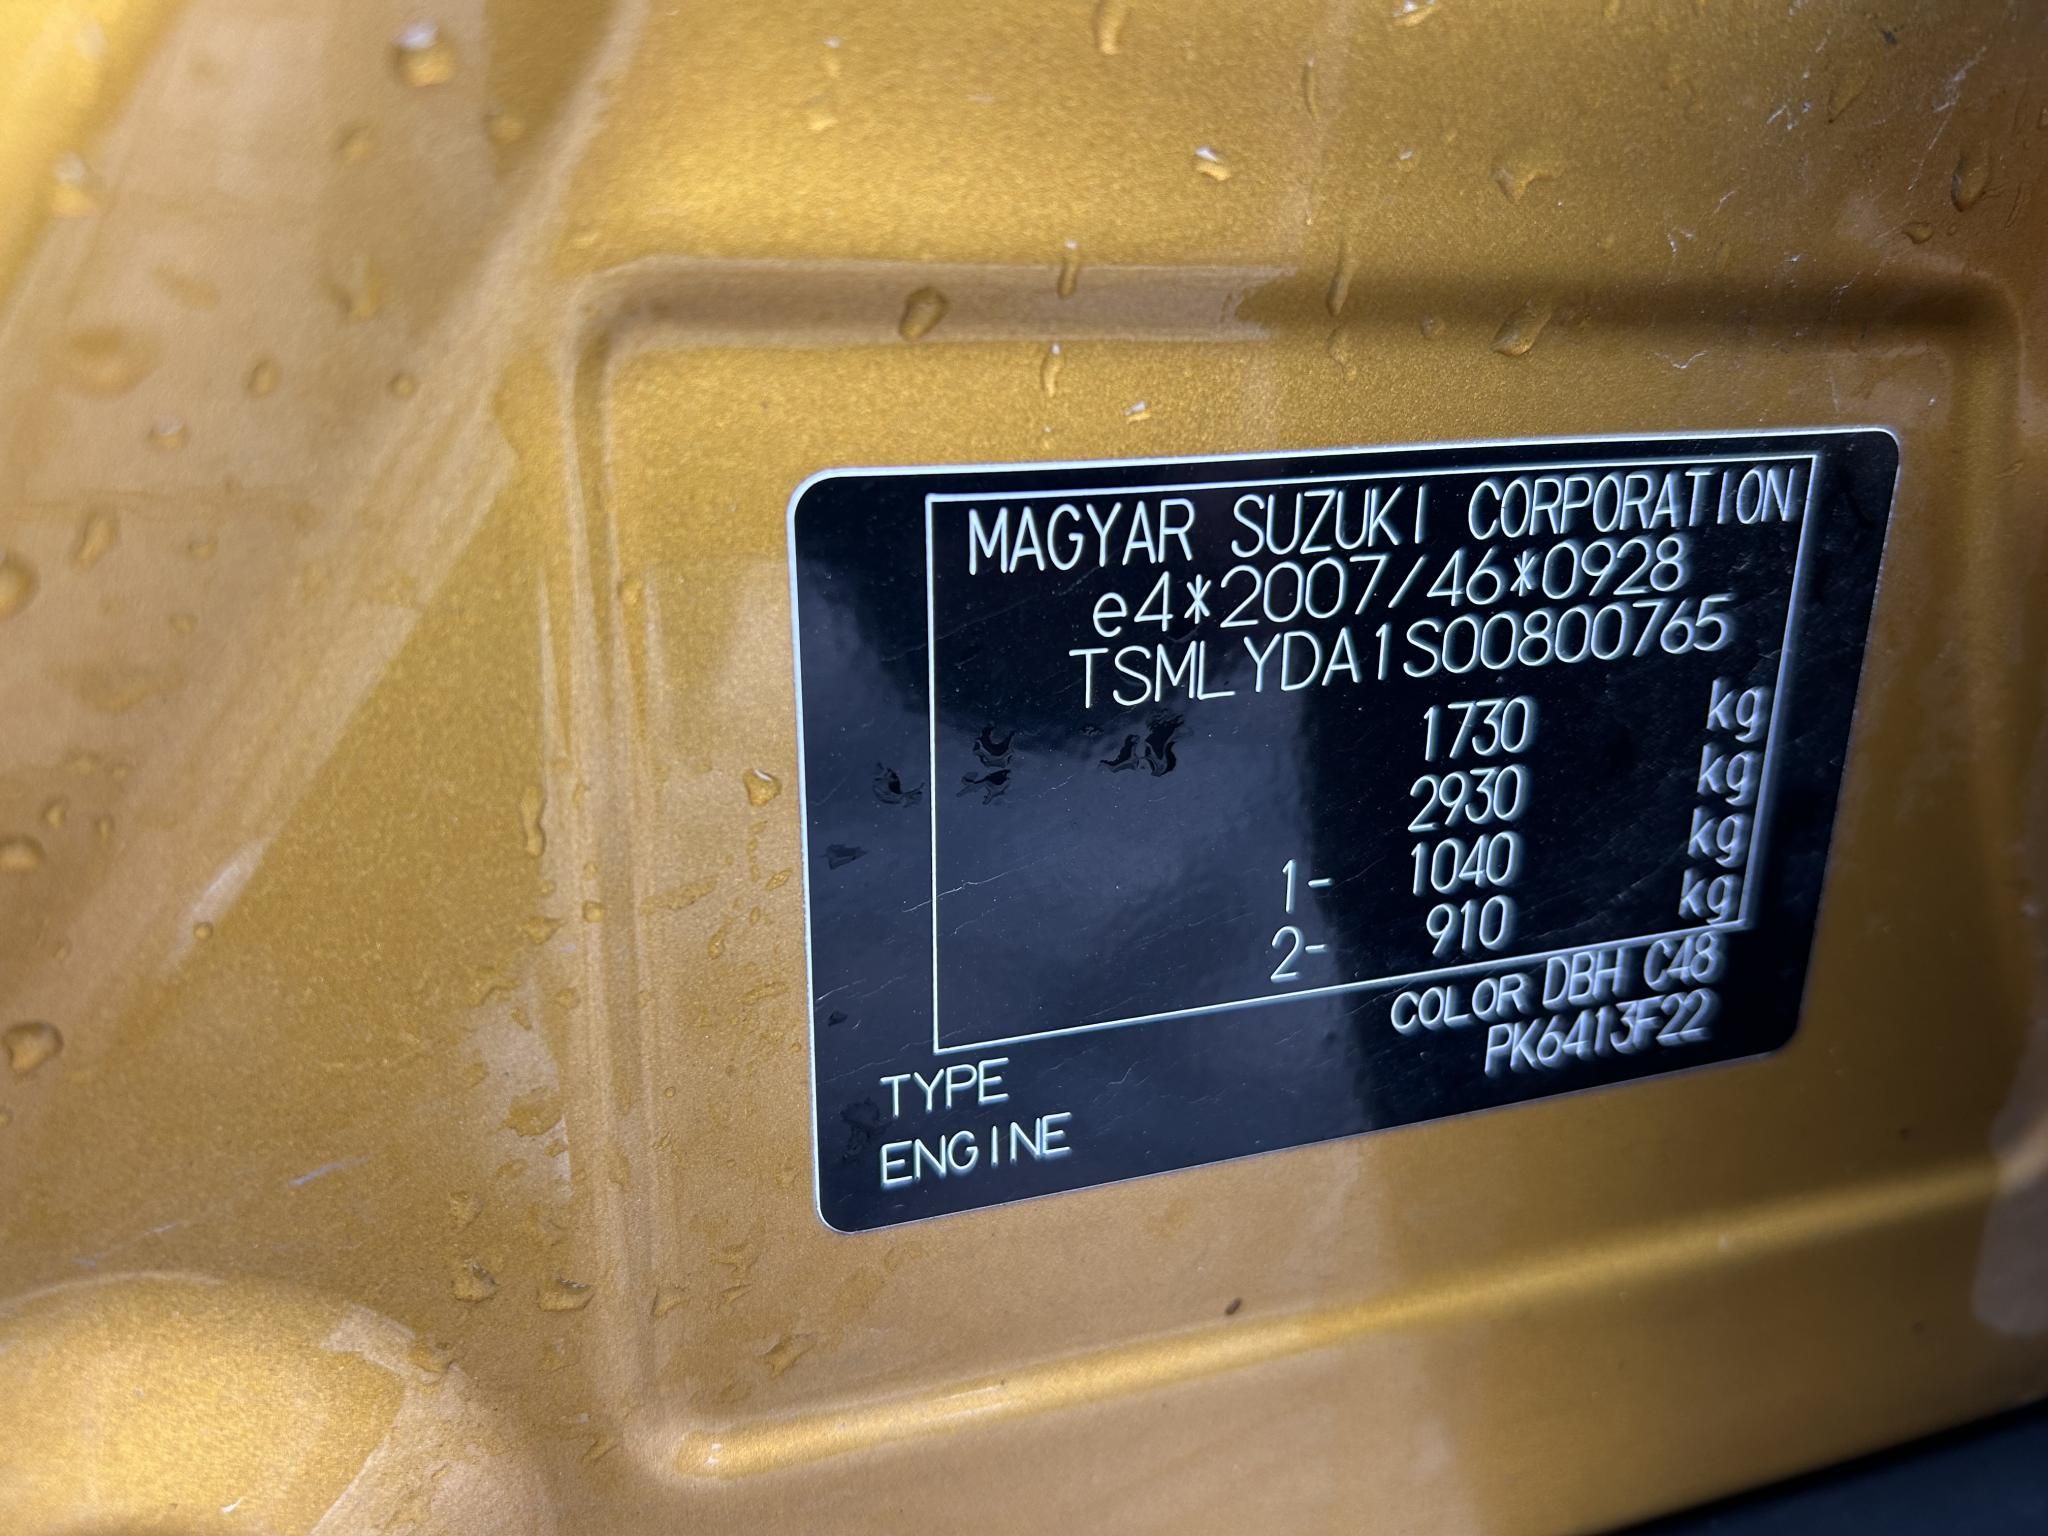 MAGYAR SUZUKI CORPORATION
e4*2007/46*0928
TSMLYDA1S00800765
1730 kg
2930 kg
1- 1040 kg
2- 910 kg
COLOR DBH C48
TYPE PK6413F22
ENGINE